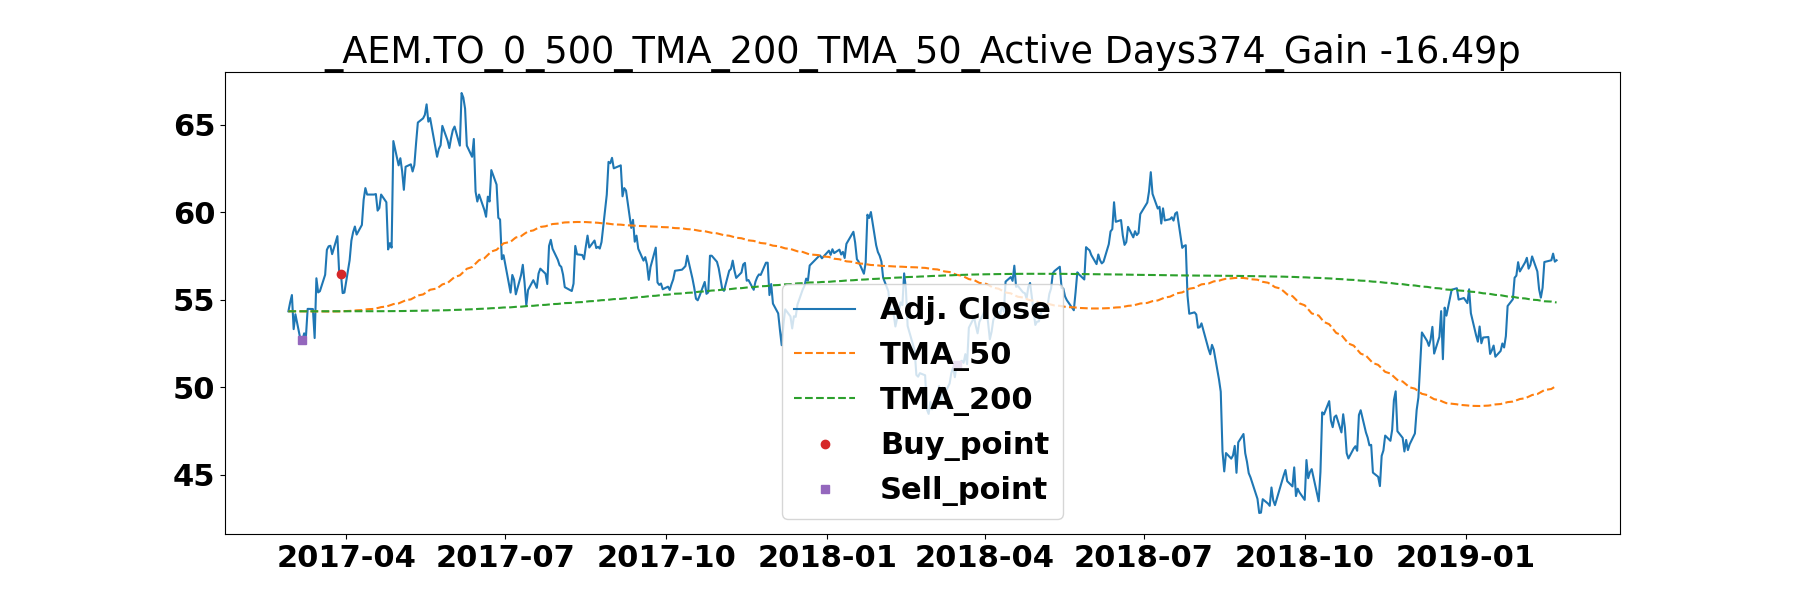 _AEM.TO_0_500_TMA_200_TMA_50_Active Days374_Gain -16.49p
65
60
55
50
45
Adj. Close
TMA_50
TMA_200
Buy_point
Sell_point
2017-04 2017-07 2017-10 2018-01 2018-04 2018-07 2018-10 2019-01